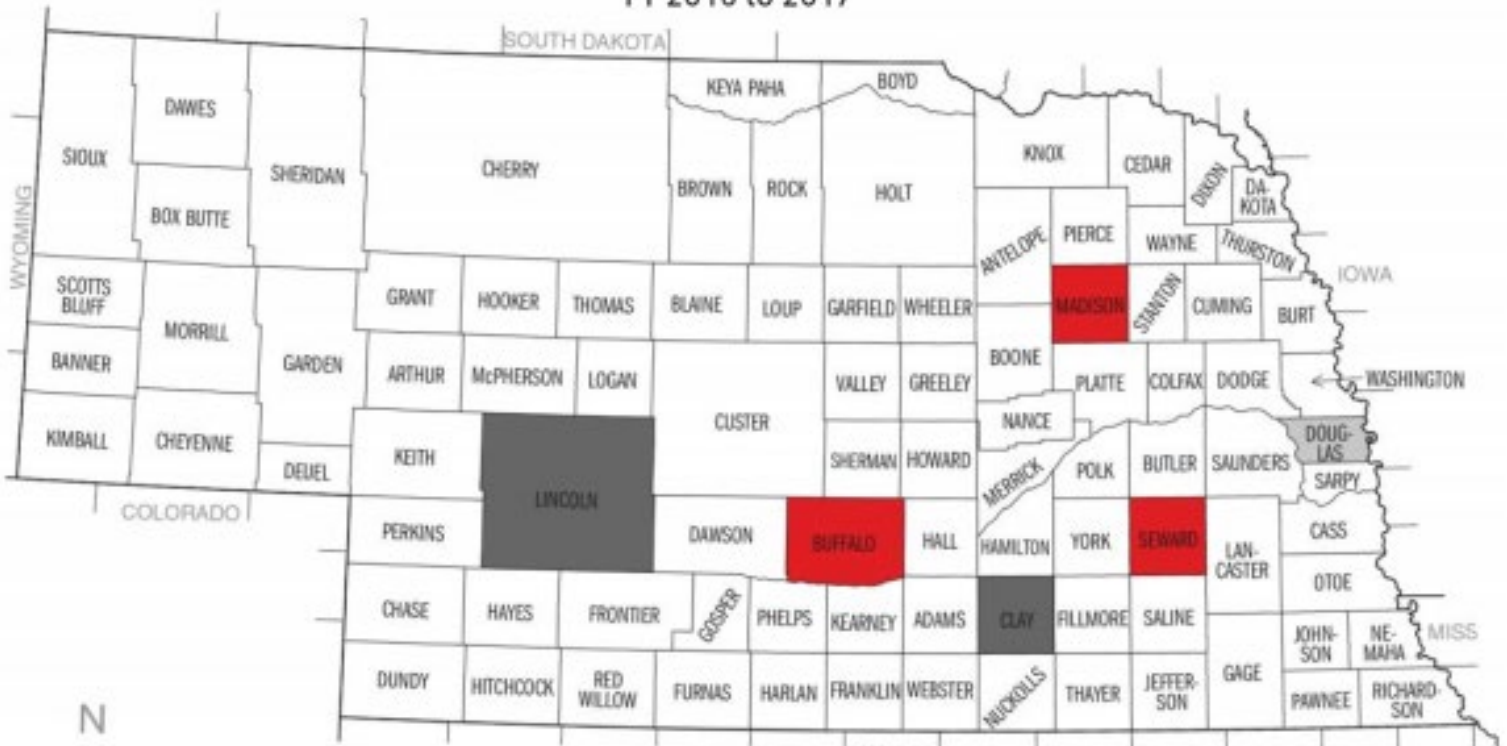 SOUTH DAKOTA
KEYA PAHA
BOYD
DAWES
SIOUX
SHERIDAN
CHERRY
BROWN
ROCK
HOLT
KNOX
CEDAR
DIXON
DA-
KOTA
BOX BUTTE
WYOMING
ANTELOPE
PIERCE
WAYNE
THURSTON
IOWA
SCOTTS
BLUFF
MORRILL
GRANT
HOOKER
THOMAS
BLAINE
LOUP
GARFIELD
WHEELER
MADISON
STANTON
CUMING
BURT
BANNER
GARDEN
ARTHUR
McPHERSON
LOGAN
CUSTER
VALLEY
GREELEY
BOONE
PLATTE
COLFAX
DODGE
WASHINGTON
KIMBALL
CHEYENNE
DEUEL
KEITH
LINCOLN
SHERMAN
HOWARD
NANCE
MERRICK
POLK
BUTLER
SAUNDERS
DOUG-
LAS
SARPY
COLORADO
PERKINS
DAWSON
BUFFALO
HALL
HAMILTON
YORK
SEWARD
LAN-
CASTER
CASS
OTOE
CHASE
HAYES
FRONTIER
GOSPER
PHELPS
KEARNEY
ADAMS
CLAY
FILLMORE
SALINE
GAGE
JOHN-
SON
NE-
MAHA
MISS
DUNDY
HITCHCOCK
RED
WILLOW
FURNAS
HARLAN
FRANKLIN
WEBSTER
NUCKOLLS
THAYER
JEFFER-
SON
PAWNEE
RICHARD-
SON
N